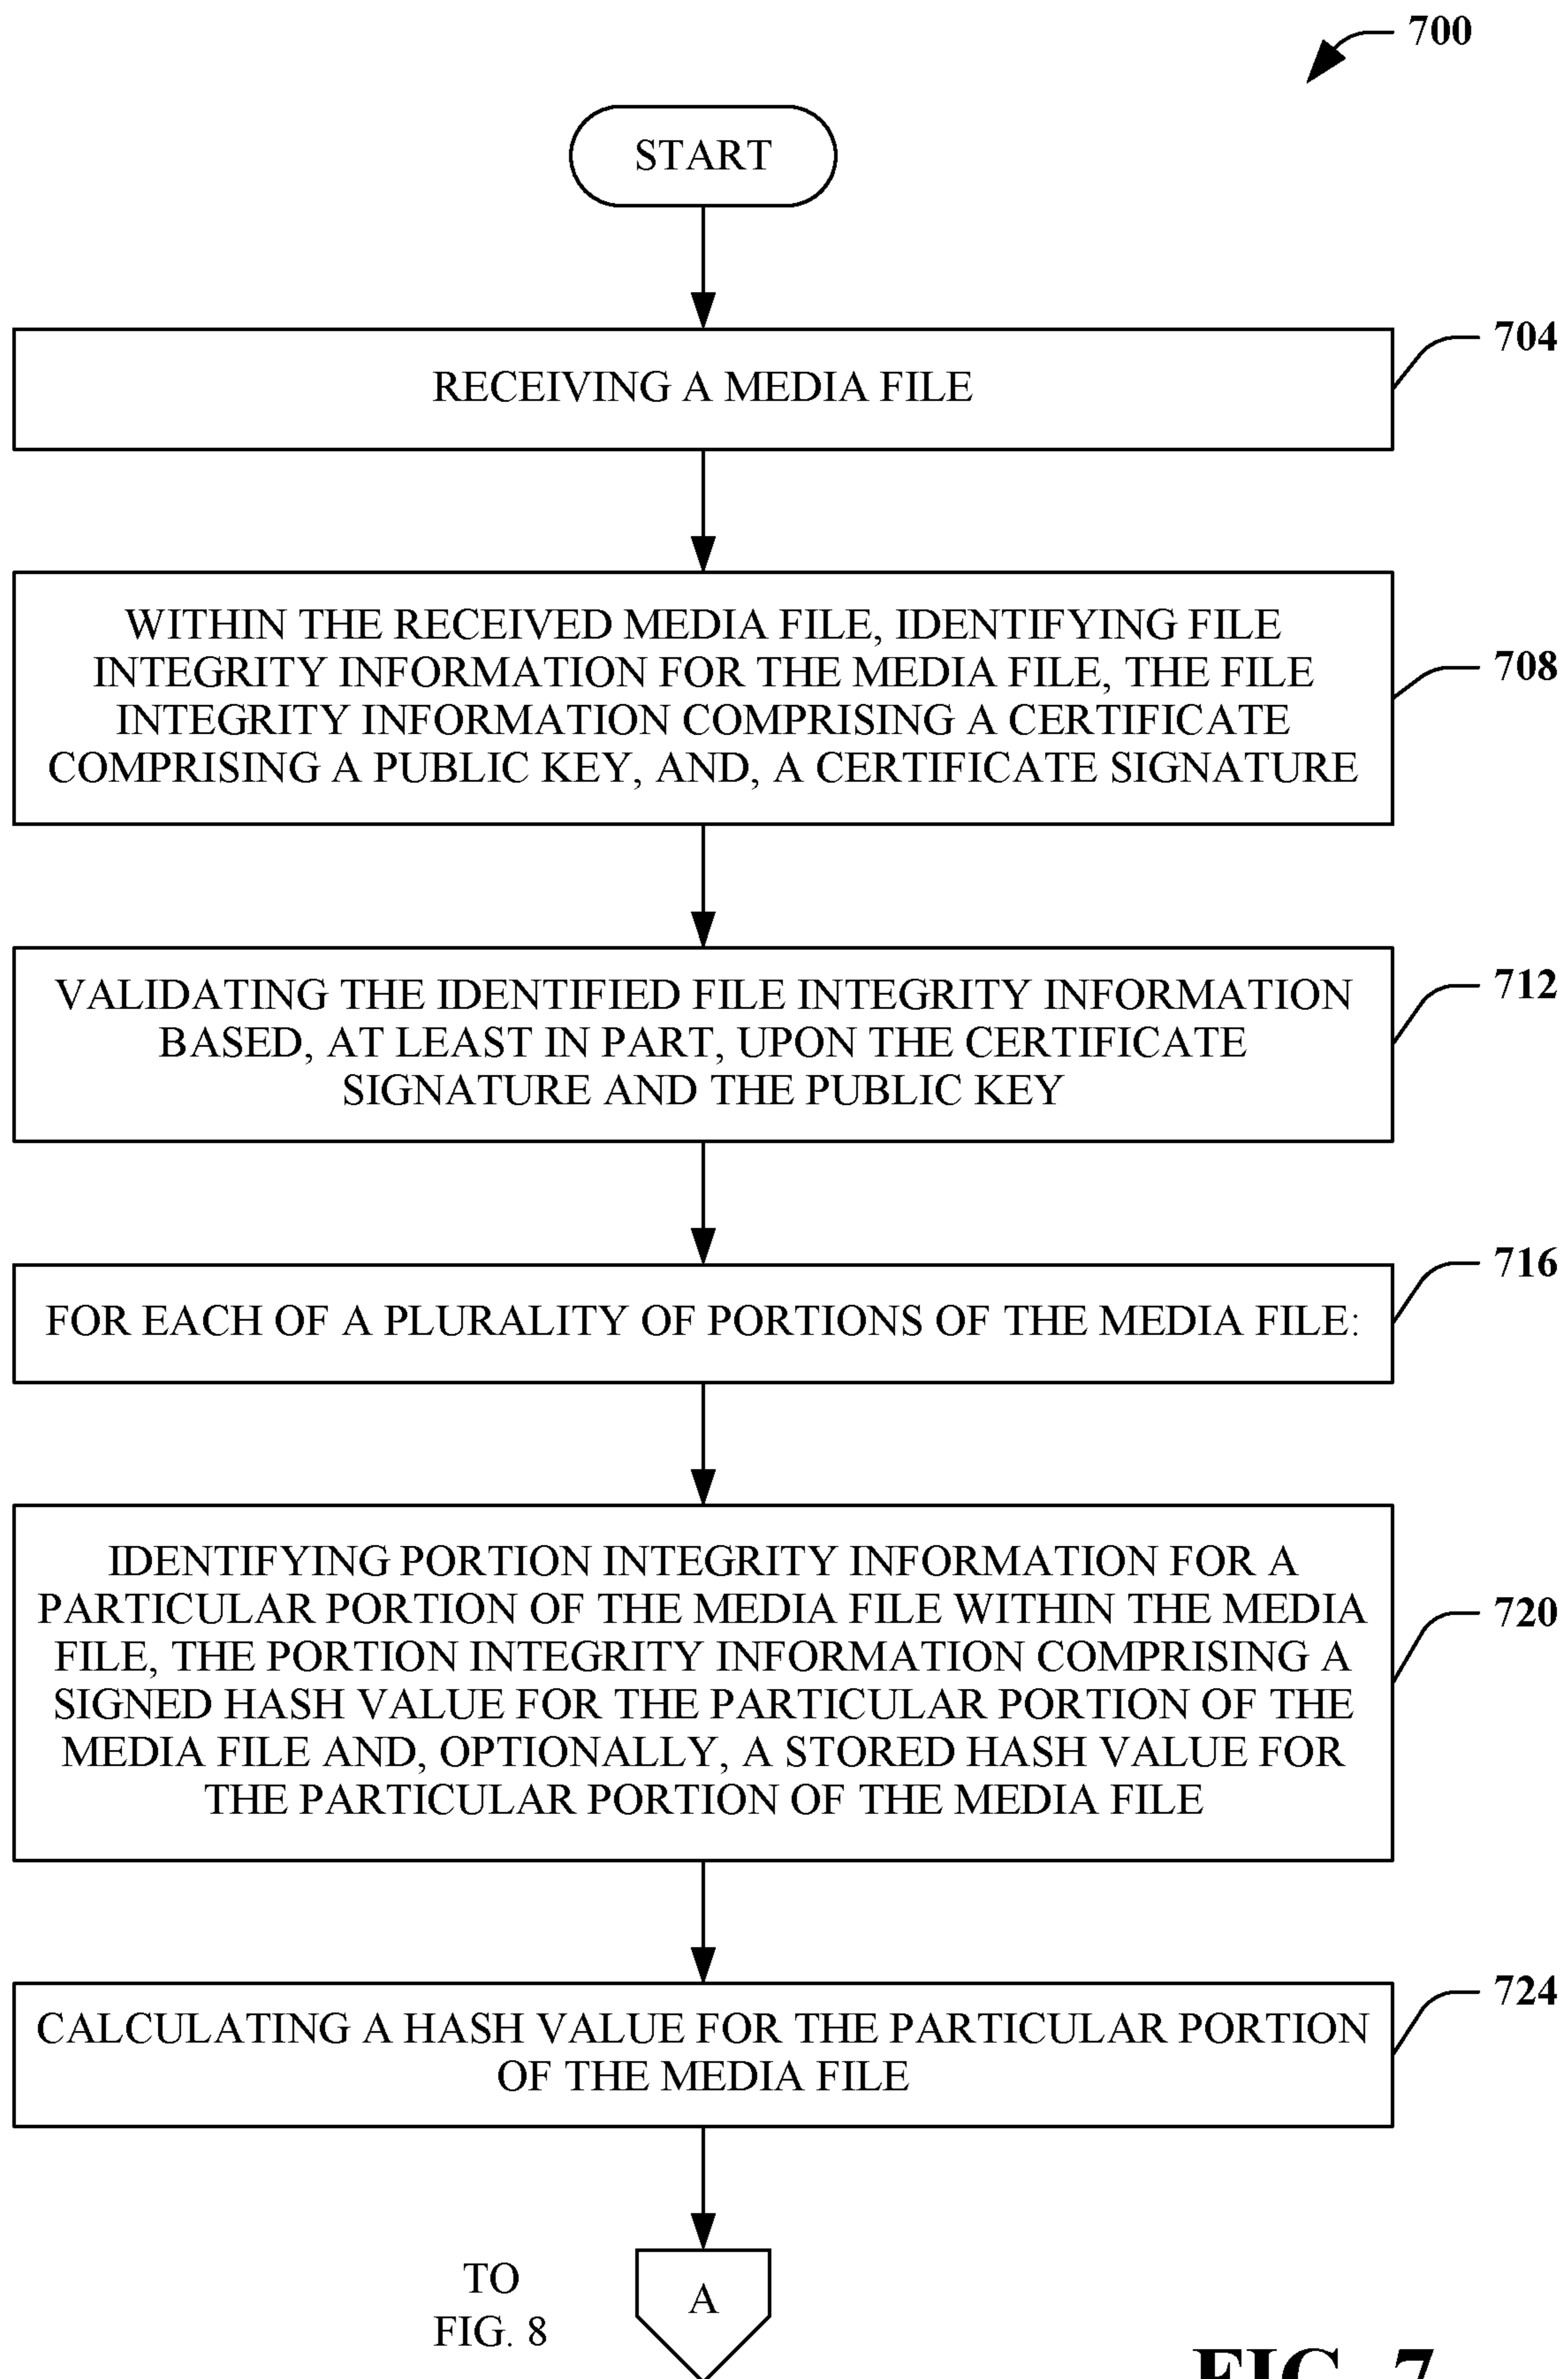 700
START
704
RECEIVING A MEDIA FILE
WITHIN THE RECEIVED MEDIA FILE, IDENTIFYING FILE
INTEGRITY INFORMATION FOR THE MEDIA FILE, THE FILE
INTEGRITY INFORMATION COMPRISING A CERTIFICATE
COMPRISING A PUBLIC KEY, AND, A CERTIFICATE SIGNATURE
708
VALIDATING THE IDENTIFIED FILE INTEGRITY INFORMATION
BASED, AT LEAST IN PART, UPON THE CERTIFICATE
SIGNATURE AND THE PUBLIC KEY
712
716
FOR EACH OF A PLURALITY OF PORTIONS OF THE MEDIA FILE:
IDENTIFYING PORTION INTEGRITY INFORMATION FOR A
PARTICULAR PORTION OF THE MEDIA FILE WITHIN THE MEDIA
FILE, THE PORTION INTEGRITY INFORMATION COMPRISING A
SIGNED HASH VALUE FOR THE PARTICULAR PORTION OF THE
MEDIA FILE AND, OPTIONALLY, A STORED HASH VALUE FOR
THE PARTICULAR PORTION OF THE MEDIA FILE
720
724
CALCULATING A HASH VALUE FOR THE PARTICULAR PORTION
OF THE MEDIA FILE
TO
FIG. 8
A
FIG. 7